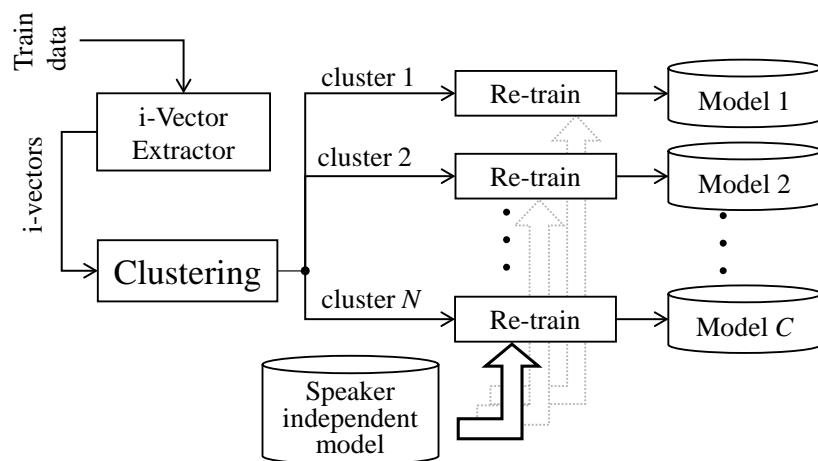 Train
data
i-Vector
Extractor
i-vectors
Clustering
cluster 1
Re-train
Model 1
cluster 2
Re-train
Model 2
cluster N
Re-train
Model C
Speaker
independent
model